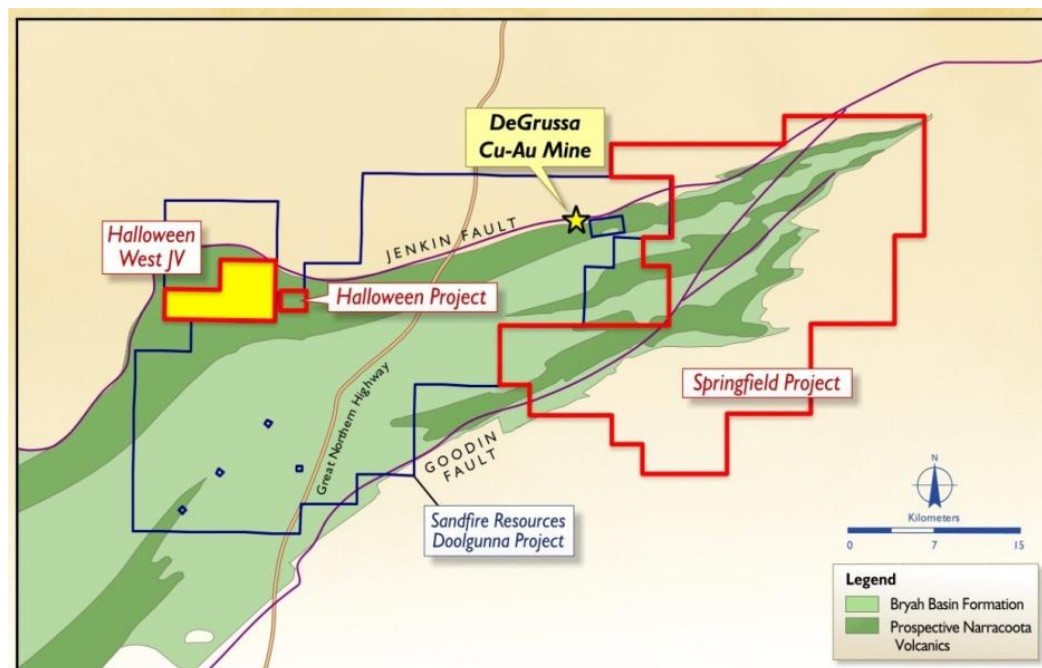 DeGrussa
Cu-Au Mine
Halloween
West JV
JENKIN FAULT
Halloween Project
Springfield Project
Great Northern Highway
GOODIN
FAULT
Sandfire Resources
Doolgunna Project
N
Kilometers
0 7 15
Legend
Bryah Basin Formation
Prospective Narracoota
Volcanics